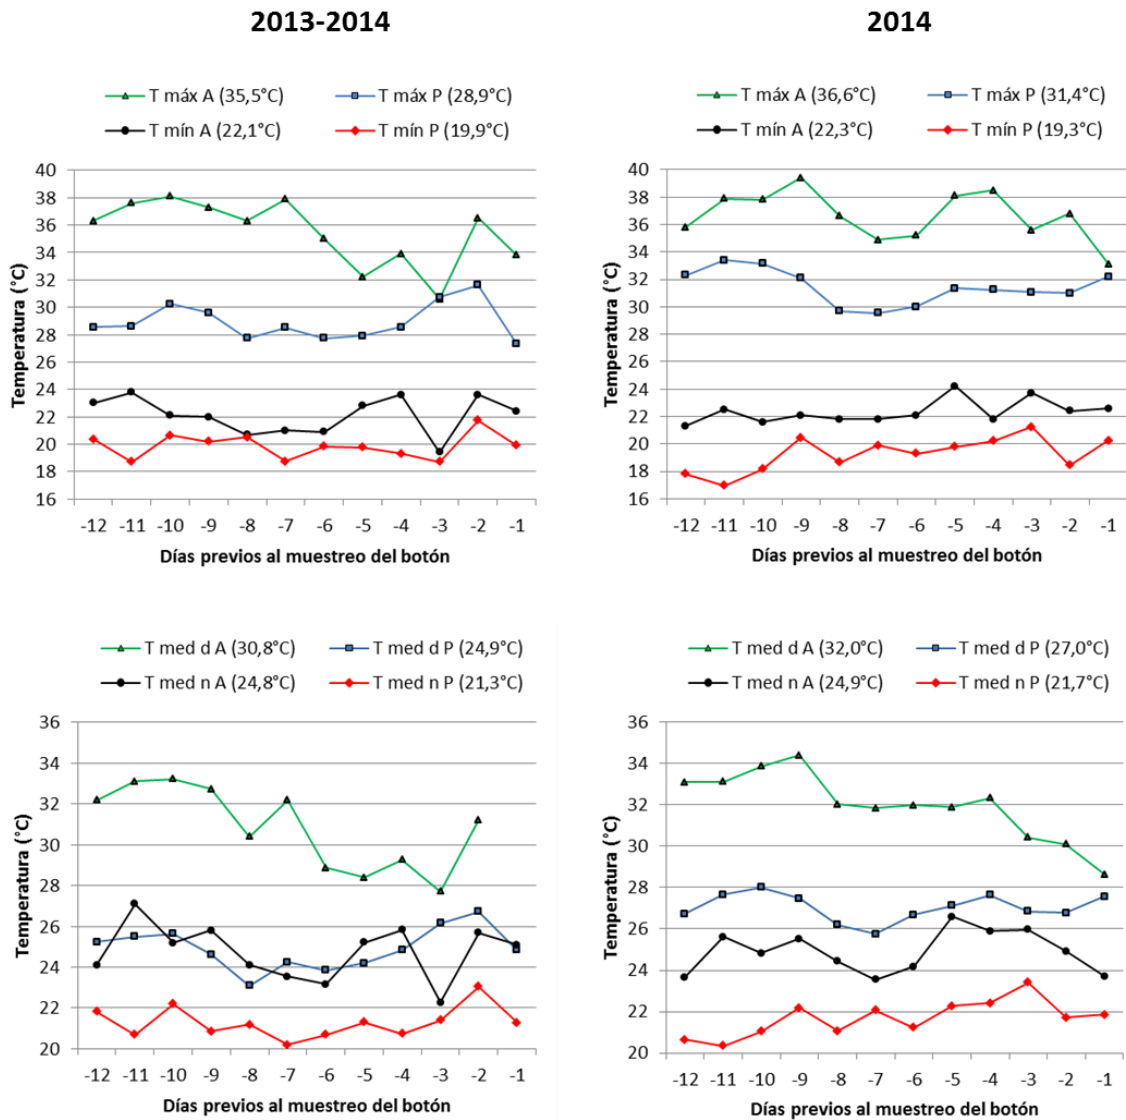 2013-2014
2014
T máx A (35,5°C) T máx P (28,9°C)
T mín A (22,1°C) T mín P (19,9°C)
40
38
36
34
32
30
28
26
24
22
20
18
16
Temperatura (°C)
-12 -11 -10 -9 -8 -7 -6 -5 -4 -3 -2 -1
Días previos al muestreo del botón
T máx A (36,6°C) T máx P (31,4°C)
T mín A (22,3°C) T mín P (19,3°C)
40
38
36
34
32
30
28
26
24
22
20
18
16
Temperatura (°C)
-12 -11 -10 -9 -8 -7 -6 -5 -4 -3 -2 -1
Días previos al muestreo del botón
T med d A (30,8°C) T med d P (24,9°C)
T med n A (24,8°C) T med n P (21,3°C)
36
34
32
30
28
26
24
22
20
Temperatura (°C)
-12 -11 -10 -9 -8 -7 -6 -5 -4 -3 -2 -1
Días previos al muestreo del botón
T med d A (32,0°C) T med d P (27,0°C)
T med n A (24,9°C) T med n P (21,7°C)
36
34
32
30
28
26
24
22
20
Temperatura (°C)
-12 -11 -10 -9 -8 -7 -6 -5 -4 -3 -2 -1
Días previos al muestreo del botón